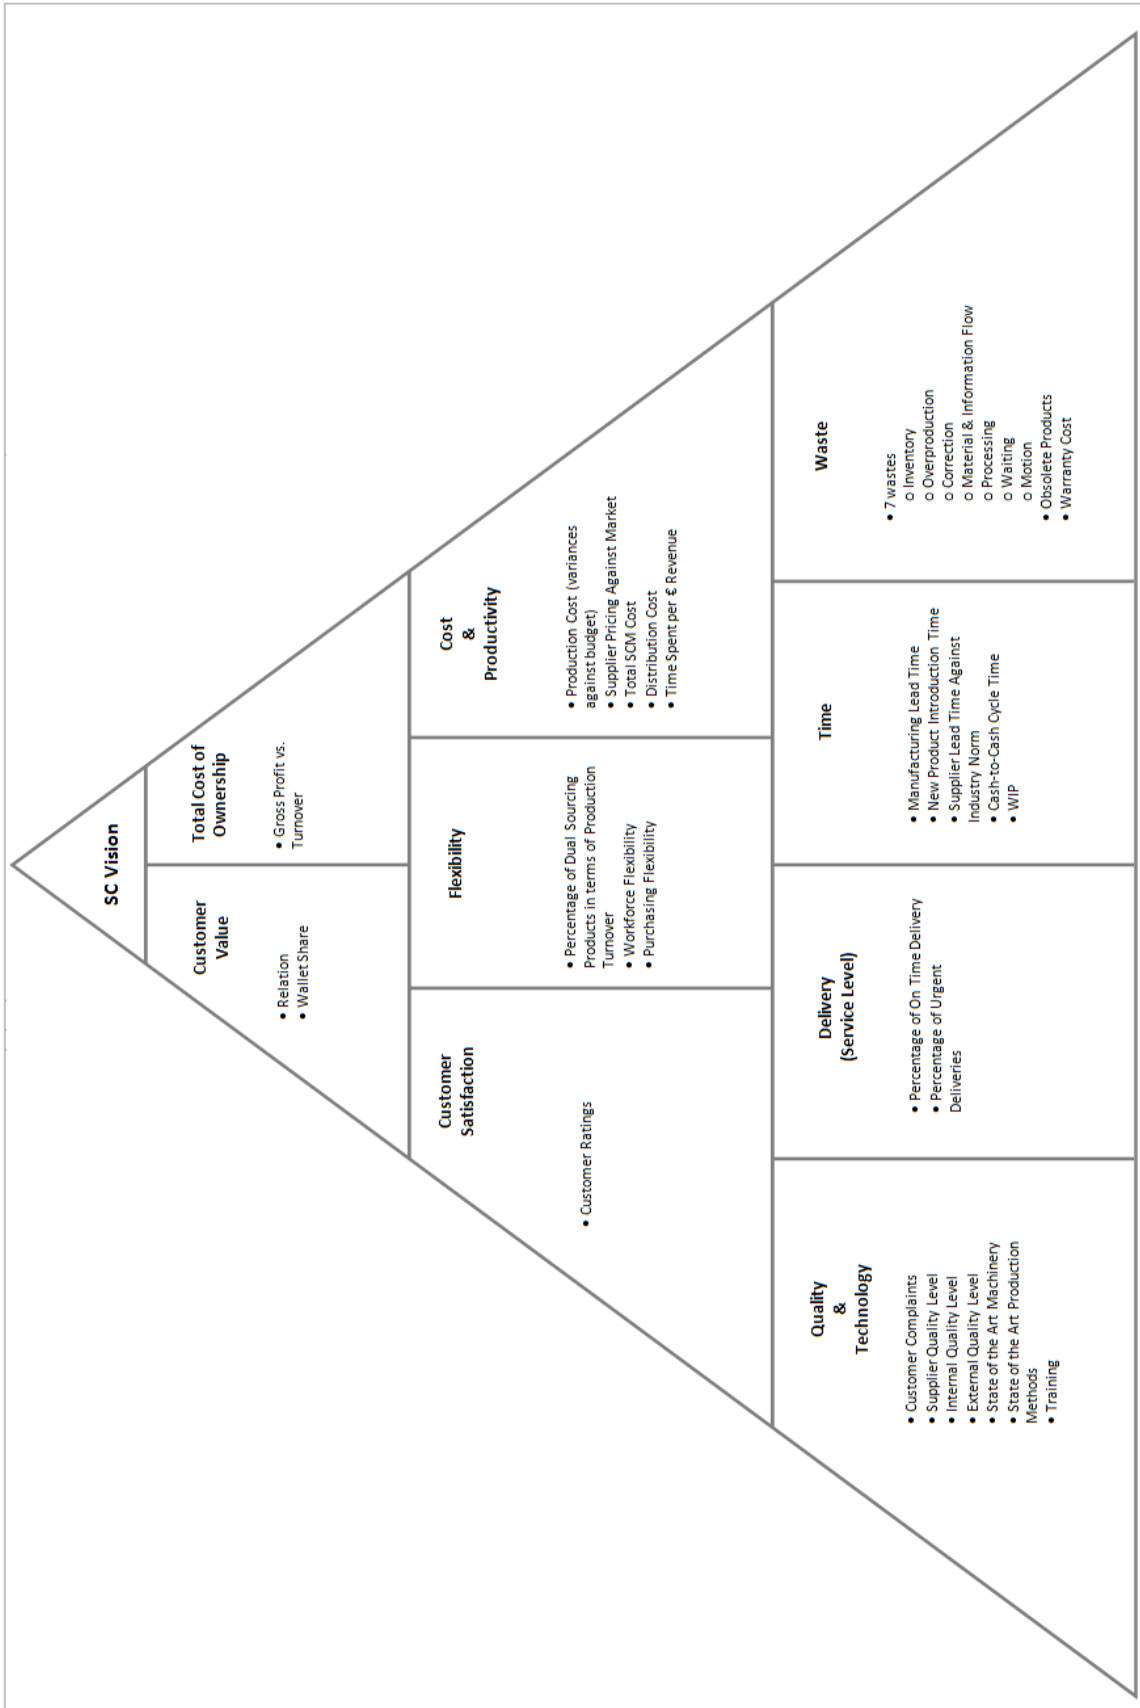 SC Vision
Customer
Value
• Relation
• Wallet Share
Total Cost of
Ownership
• Gross Profit vs.
Turnover
Customer
Satisfaction
• Customer Ratings
Flexibility
• Percentage of Dual Sourcing
Products in terms of Production
Turnover
• Workforce Flexibility
• Purchasing Flexibility
Cost
&
Productivity
• Production Cost (variances
against budget)
• Supplier Pricing Against Market
• Total SCM Cost
• Distribution Cost
• Time Spent per € Revenue
Quality
&
Technology
• Customer Complaints
• Supplier Quality Level
• Internal Quality Level
• External Quality Level
• State of the Art Machinery
• State of the Art Production
Methods
• Training
Delivery
(Service Level)
• Percentage of On Time Delivery
• Percentage of Urgent
Deliveries
Time
• Manufacturing Lead Time
• New Product Introduction Time
• Supplier Lead Time Against
Industry Norm
• Cash-to-Cash Cycle Time
• WIP
Waste
• 7 wastes
o Inventory
o Overproduction
o Correction
o Material & Information Flow
o Processing
o Waiting
o Motion
• Obsolete Products
• Warranty Cost